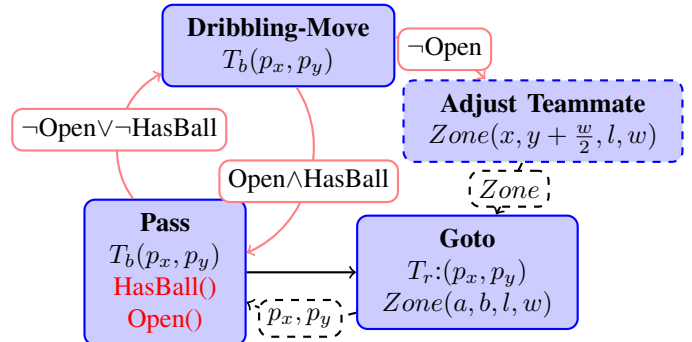 Dribbling-Move
T_b(p_x, p_y)
¬Open
Adjust Teammate
Zone(x, y + w/2, l, w)
¬Open∨¬HasBall
Open∧HasBall
Zone
Pass
T_b(p_x, p_y)
HasBall()
Open()
Goto
T_r:(p_x, p_y)
Zone(a, b, l, w)
p_x, p_y